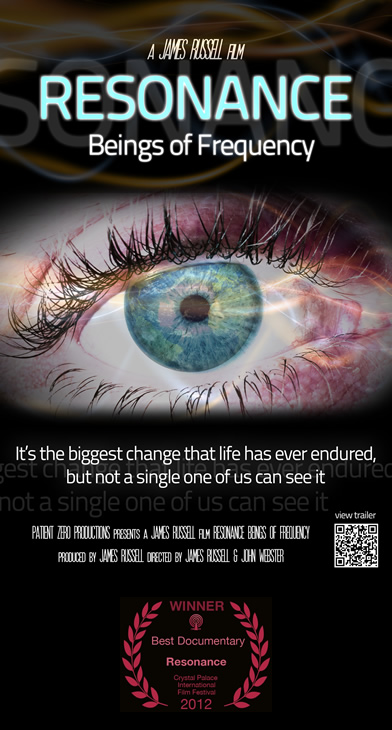 A JAMES RUSSELL FILM
RESONANCE
Beings of Frequency
It's the biggest change that life has ever endured,
but not a single one of us can see it
view trailer
PATIENT ZERO PRODUCTIONS PRESENTS A JAMES RUSSELL FILM RESONANCE BEINGS OF FREQUENCY
PRODUCED BY JAMES RUSSELL DIRECTED BY JAMES RUSSELL & JOHN WEBSTER
WINNER
Best Documentary
Resonance
Crystal Palace
International
Film Festival
2012